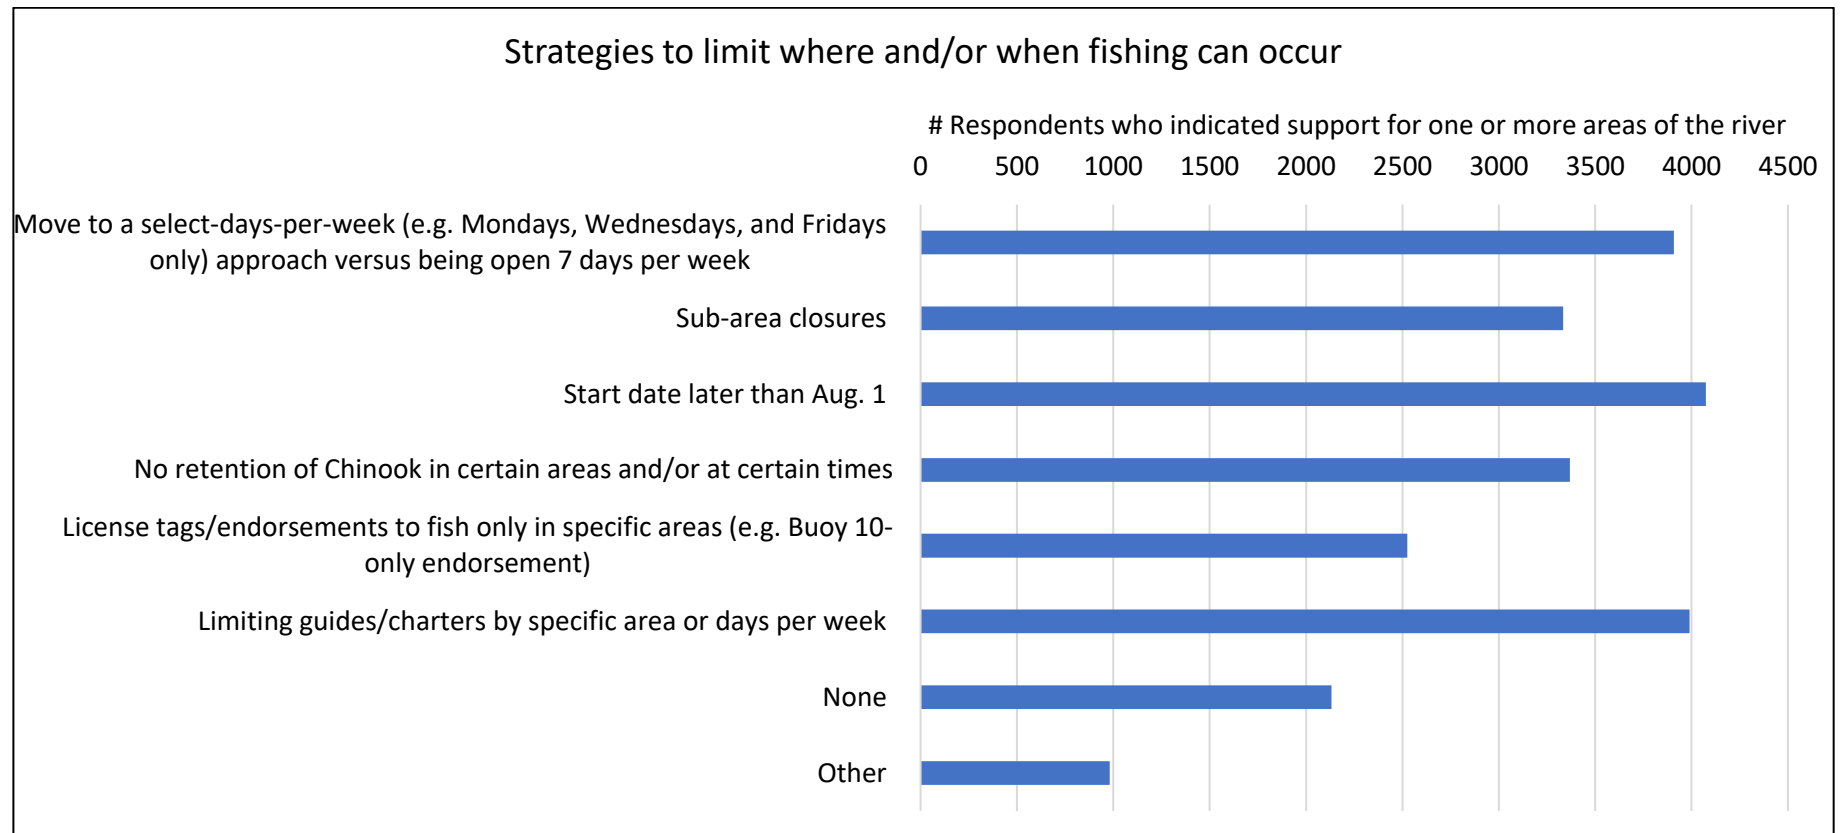 Strategies to limit where and/or when fishing can occur
# Respondents who indicated support for one or more areas of the river
0 500 1000 1500 2000 2500 3000 3500 4000 4500
Move to a select-days-per-week (e.g. Mondays, Wednesdays, and Fridays
only) approach versus being open 7 days per week
Sub-area closures
Start date later than Aug. 1
No retention of Chinook in certain areas and/or at certain times
License tags/endorsements to fish only in specific areas (e.g. Buoy 10-
only endorsement)
Limiting guides/charters by specific area or days per week
None
Other